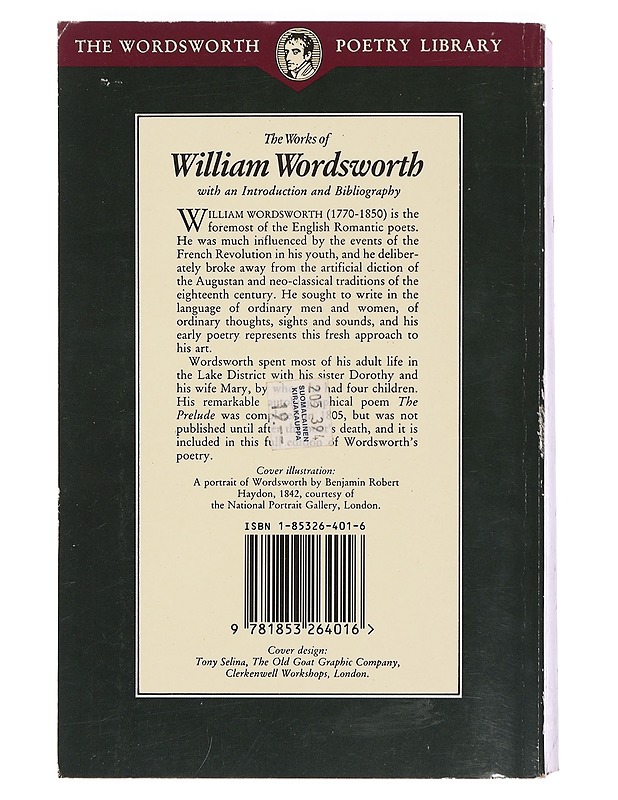 THE WORDSWORTH POETRY LIBRARY
The Works of
William Wordsworth
with an Introduction and Bibliography
WILLIAM WORDSWORTH (1770-1850) is the
foremost of the English Romantic poets.
He was much influenced by the events of the
French Revolution in his youth, and he deliber-
ately broke away from the artificial diction of
the Augustan and neo-classical traditions of the
eighteenth century. He sought to write in the
language of ordinary men and women, of
ordinary thoughts, sights and sounds, and his
early poetry represents this fresh approach to
his art.
Wordsworth spent most of his adult life in
the Lake District with his sister Dorothy and
his wife Mary, by had four children.
His remarkable poem The
Prelude was 1805, but was not
published until death, and it is
included in this of Wordsworth's
poetry.
205 394
SUOMALAINEN
KIRJAKAUPPA
19.-
Cover illustration:
A portrait of Wordsworth by Benjamin Robert
Haydon, 1842, courtesy of
the National Portrait Gallery, London.
ISBN 1-85326-401-6
9 781853 264016 >
Cover design:
Tony Selina, The Old Goat Graphic Company,
Clerkenwell Workshops, London.